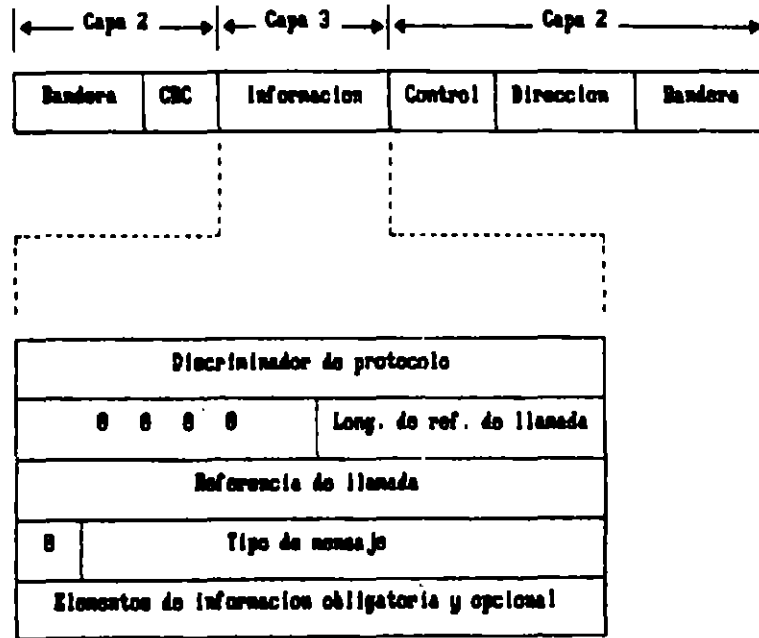 Capa 2 Capa 3 Capa 2
Bandera CRC Informacion Control Direccion Bandera
Discriminador de protocolo
0 0 0 0 Long. de ref. de llamada
Referencia de llamada
0 Tipo de mensaje
Elementos de informacion obligatoria y opcional